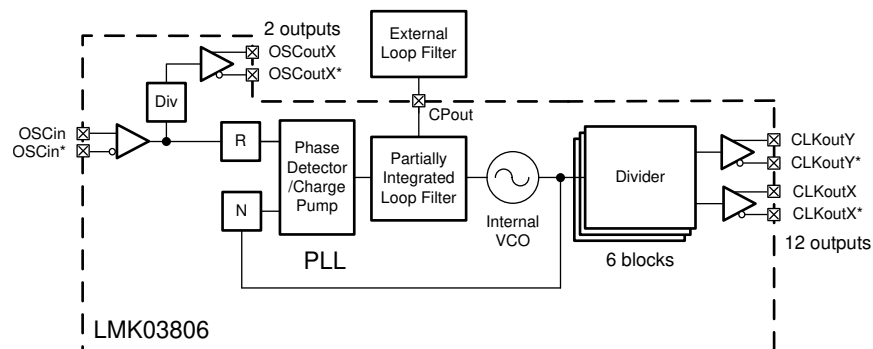 2 outputs
OSCoutX
OSCoutX*
Div
OSCin
OSCin*
External
Loop Filter
CPout
R
N
Phase
Detector
/Charge
Pump
PLL
Partially
Integrated
Loop Filter
Internal
VCO
Divider
6 blocks
CLKoutY
CLKoutY*
CLKoutX
CLKoutX*
12 outputs
LMK03806